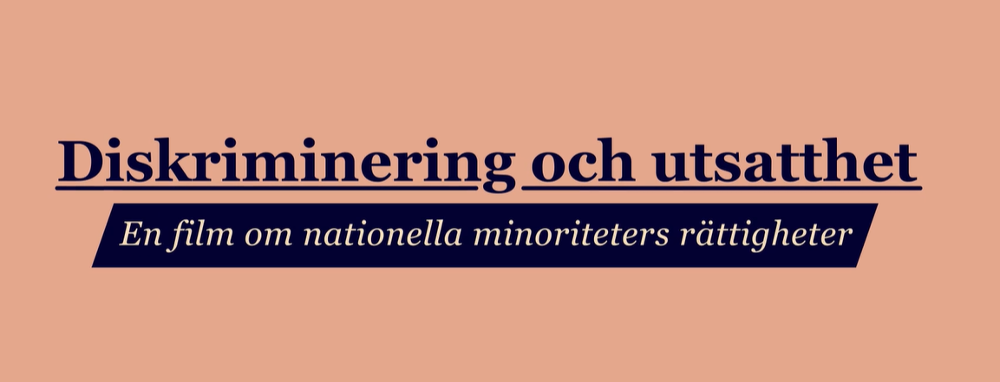 Diskriminering och utsatthet
En film om nationella minoriteters rättigheter